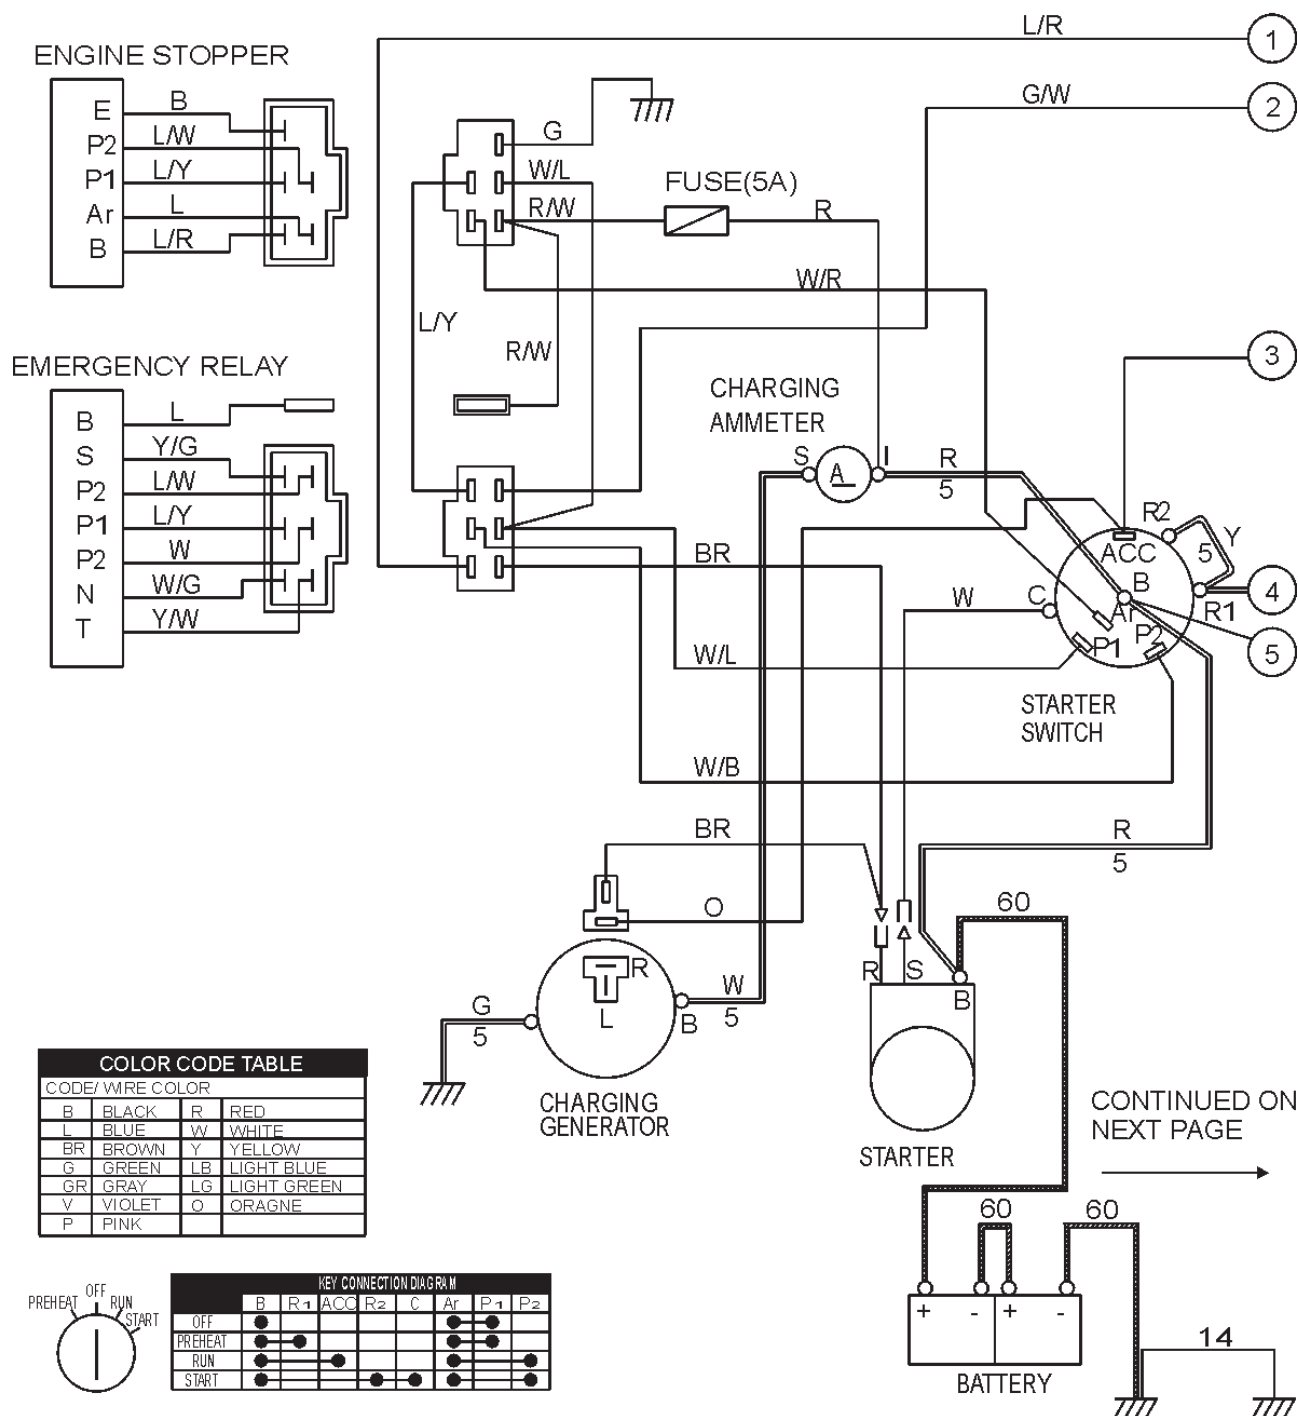 L/R
1
ENGINE STOPPER
E B
P2 L/W
P1 L/Y
Ar L
B L/R
G
W/L
R/W
FUSE(5A)
R
G/W
2
W/R
L/Y
R/W
3
EMERGENCY RELAY
B L
S Y/G
P2 L/W
P1 L/Y
P2 W
N W/G
T Y/W
CHARGING
AMMETER
S A I
R
5
BR
ACC
R2
Y
5
B
C
W
Ar
R1
4
P1
P2
5
W/L
STARTER
SWITCH
W/B
BR
R
5
O
60
R
L
R S
B
G
5
B
W
5
CHARGING
GENERATOR
STARTER
CONTINUED ON
NEXT PAGE
COLOR CODE TABLE
CODE/ WIRE COLOR
B BLACK R RED
L BLUE W WHITE
BR BROWN Y YELLOW
G GREEN LB LIGHT BLUE
GR GRAY LG LIGHT GREEN
V VIOLET O ORAGNE
P PINK
60
60
+ - + -
BATTERY
14
OFF
PREHEAT RUN
START
KEY CONNECTION DIAGRAM
B R1 ACC R2 C Ar P1 P2
OFF
PREHEAT
RUN
START